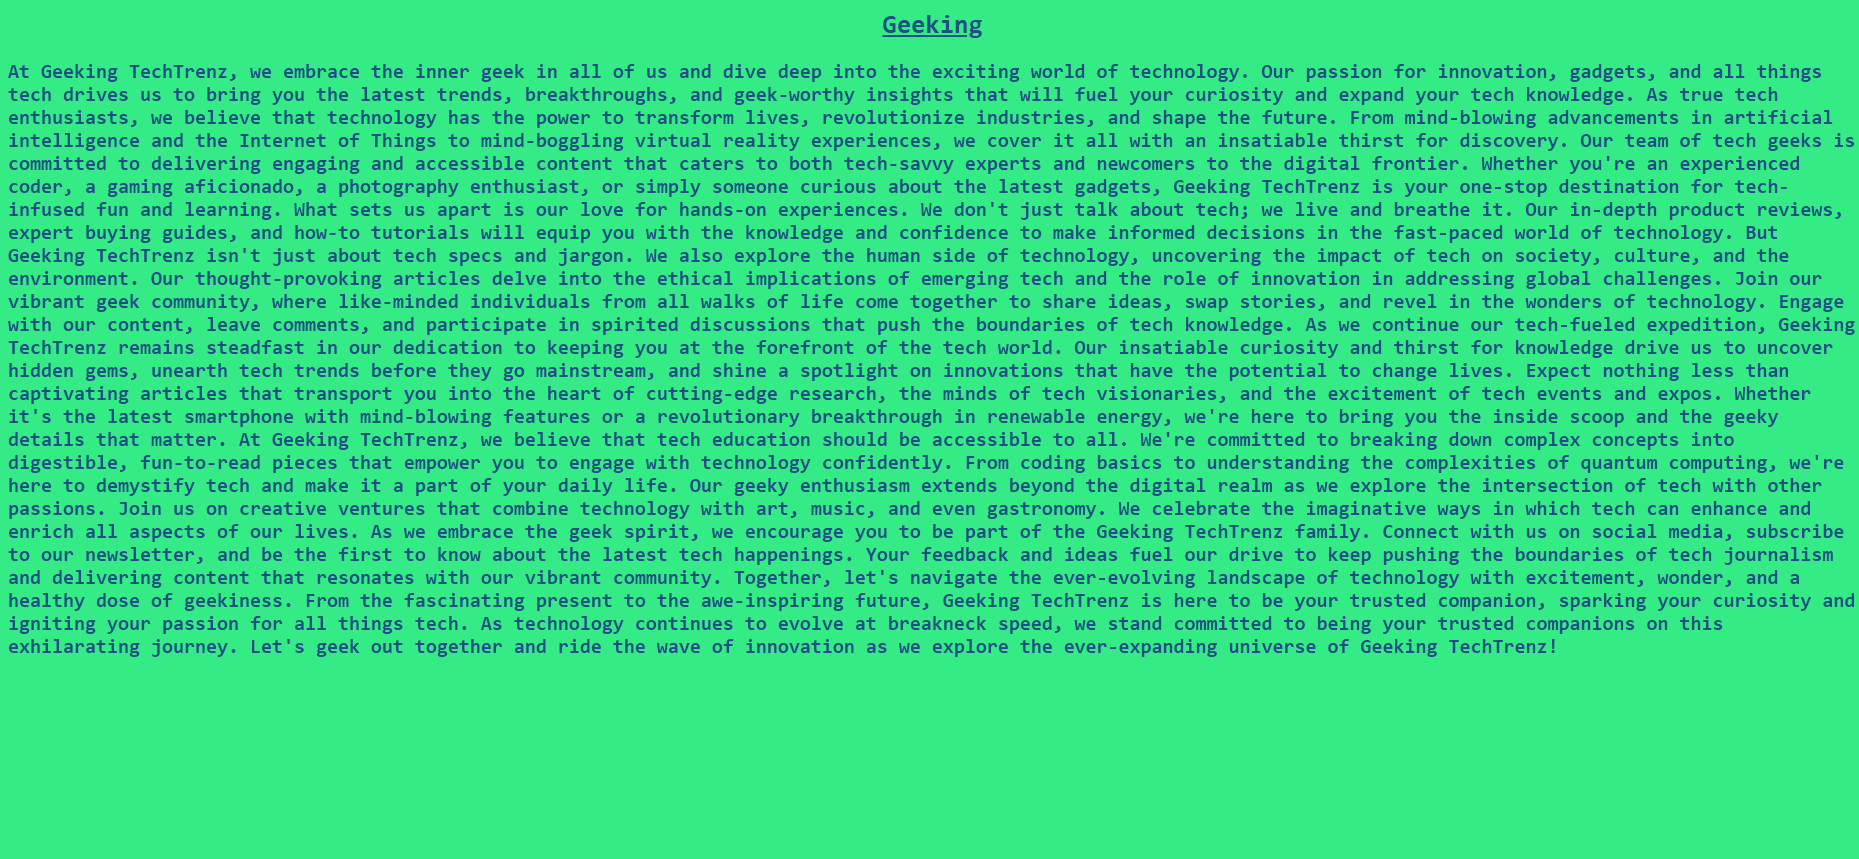 Geeking
At Geeking TechTrenz, we embrace the inner geek in all of us and dive deep into the exciting world of technology. Our passion for innovation, gadgets, and all things
tech drives us to bring you the latest trends, breakthroughs, and geek-worthy insights that will fuel your curiosity and expand your tech knowledge. As true tech
enthusiasts, we believe that technology has the power to transform lives, revolutionize industries, and shape the future. From mind-blowing advancements in artificial
intelligence and the Internet of Things to mind-boggling virtual reality experiences, we cover it all with an insatiable thirst for discovery. Our team of tech geeks is
committed to delivering engaging and accessible content that caters to both tech-savvy experts and newcomers to the digital frontier. Whether you're an experienced
coder, a gaming aficionado, a photography enthusiast, or simply someone curious about the latest gadgets, Geeking TechTrenz is your one-stop destination for tech-
infused fun and learning. What sets us apart is our love for hands-on experiences. We don't just talk about tech; we live and breathe it. Our in-depth product reviews,
expert buying guides, and how-to tutorials will equip you with the knowledge and confidence to make informed decisions in the fast-paced world of technology. But
Geeking TechTrenz isn't just about tech specs and jargon. We also explore the human side of technology, uncovering the impact of tech on society, culture, and the
environment. Our thought-provoking articles delve into the ethical implications of emerging tech and the role of innovation in addressing global challenges. Join our
vibrant geek community, where like-minded individuals from all walks of life come together to share ideas, swap stories, and revel in the wonders of technology. Engage
with our content, leave comments, and participate in spirited discussions that push the boundaries of tech knowledge. As we continue our tech-fueled expedition, Geeking
TechTrenz remains steadfast in our dedication to keeping you at the forefront of the tech world. Our insatiable curiosity and thirst for knowledge drive us to uncover
hidden gems, unearth tech trends before they go mainstream, and shine a spotlight on innovations that have the potential to change lives. Expect nothing less than
captivating articles that transport you into the heart of cutting-edge research, the minds of tech visionaries, and the excitement of tech events and expos. Whether
it's the latest smartphone with mind-blowing features or a revolutionary breakthrough in renewable energy, we're here to bring you the inside scoop and the geeky
details that matter. At Geeking TechTrenz, we believe that tech education should be accessible to all. We're committed to breaking down complex concepts into
digestible, fun-to-read pieces that empower you to engage with technology confidently. From coding basics to understanding the complexities of quantum computing, we're
here to demystify tech and make it a part of your daily life. Our geeky enthusiasm extends beyond the digital realm as we explore the intersection of tech with other
passions. Join us on creative ventures that combine technology with art, music, and even gastronomy. We celebrate the imaginative ways in which tech can enhance and
enrich all aspects of our lives. As we embrace the geek spirit, we encourage you to be part of the Geeking TechTrenz family. Connect with us on social media, subscribe
to our newsletter, and be the first to know about the latest tech happenings. Your feedback and ideas fuel our drive to keep pushing the boundaries of tech journalism
and delivering content that resonates with our vibrant community. Together, let's navigate the ever-evolving landscape of technology with excitement, wonder, and a
healthy dose of geekiness. From the fascinating present to the awe-inspiring future, Geeking TechTrenz is here to be your trusted companion, sparking your curiosity and
igniting your passion for all things tech. As technology continues to evolve at breakneck speed, we stand committed to being your trusted companions on this
exhilarating journey. Let's geek out together and ride the wave of innovation as we explore the ever-expanding universe of Geeking TechTrenz!